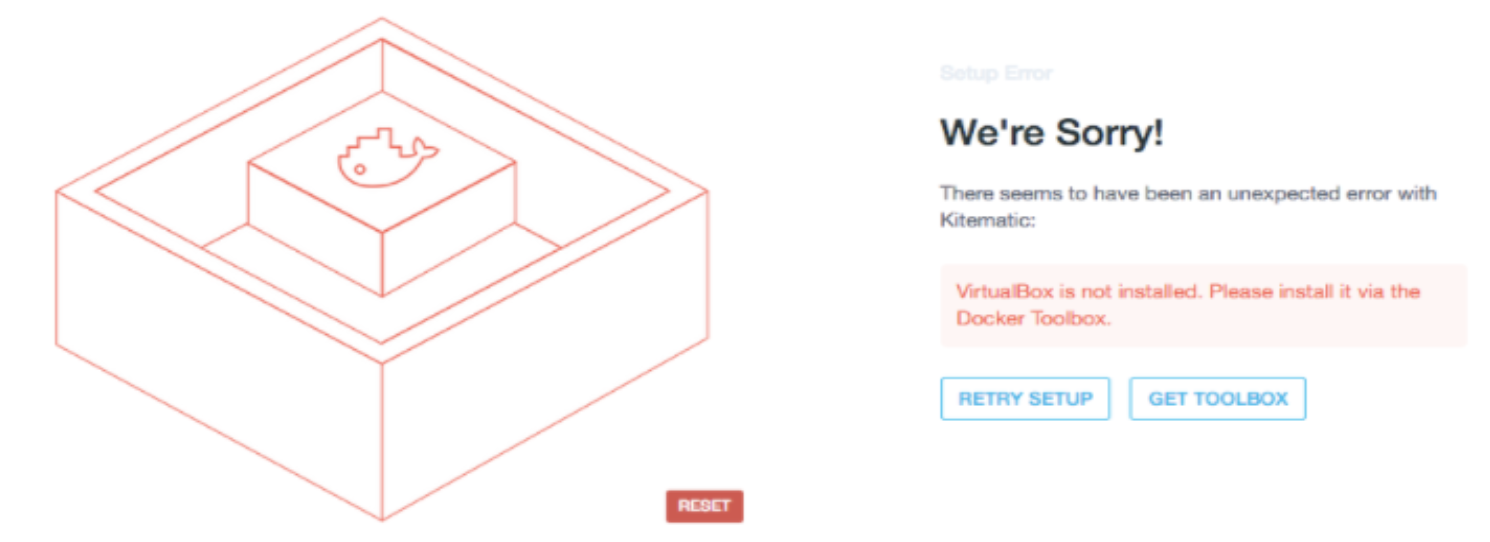 Setup Error
We're Sorry!
There seems to have been an unexpected error with
Kitematic:
VirtualBox is not installed. Please install it via the
Docker Toolbox.
RETRY SETUP
GET TOOLBOX
RESET